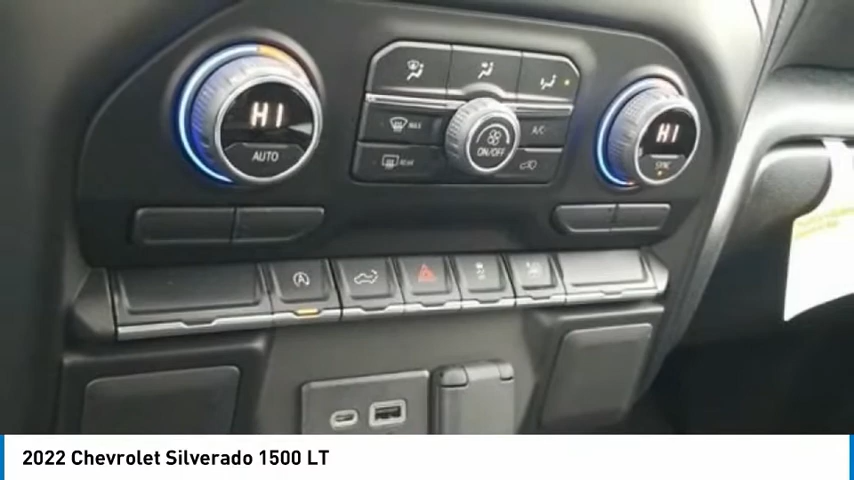 HI
AUTO
MAX
A/C
REAR
ON/OFF
HI
SYNC
2022 Chevrolet Silverado 1500 LT